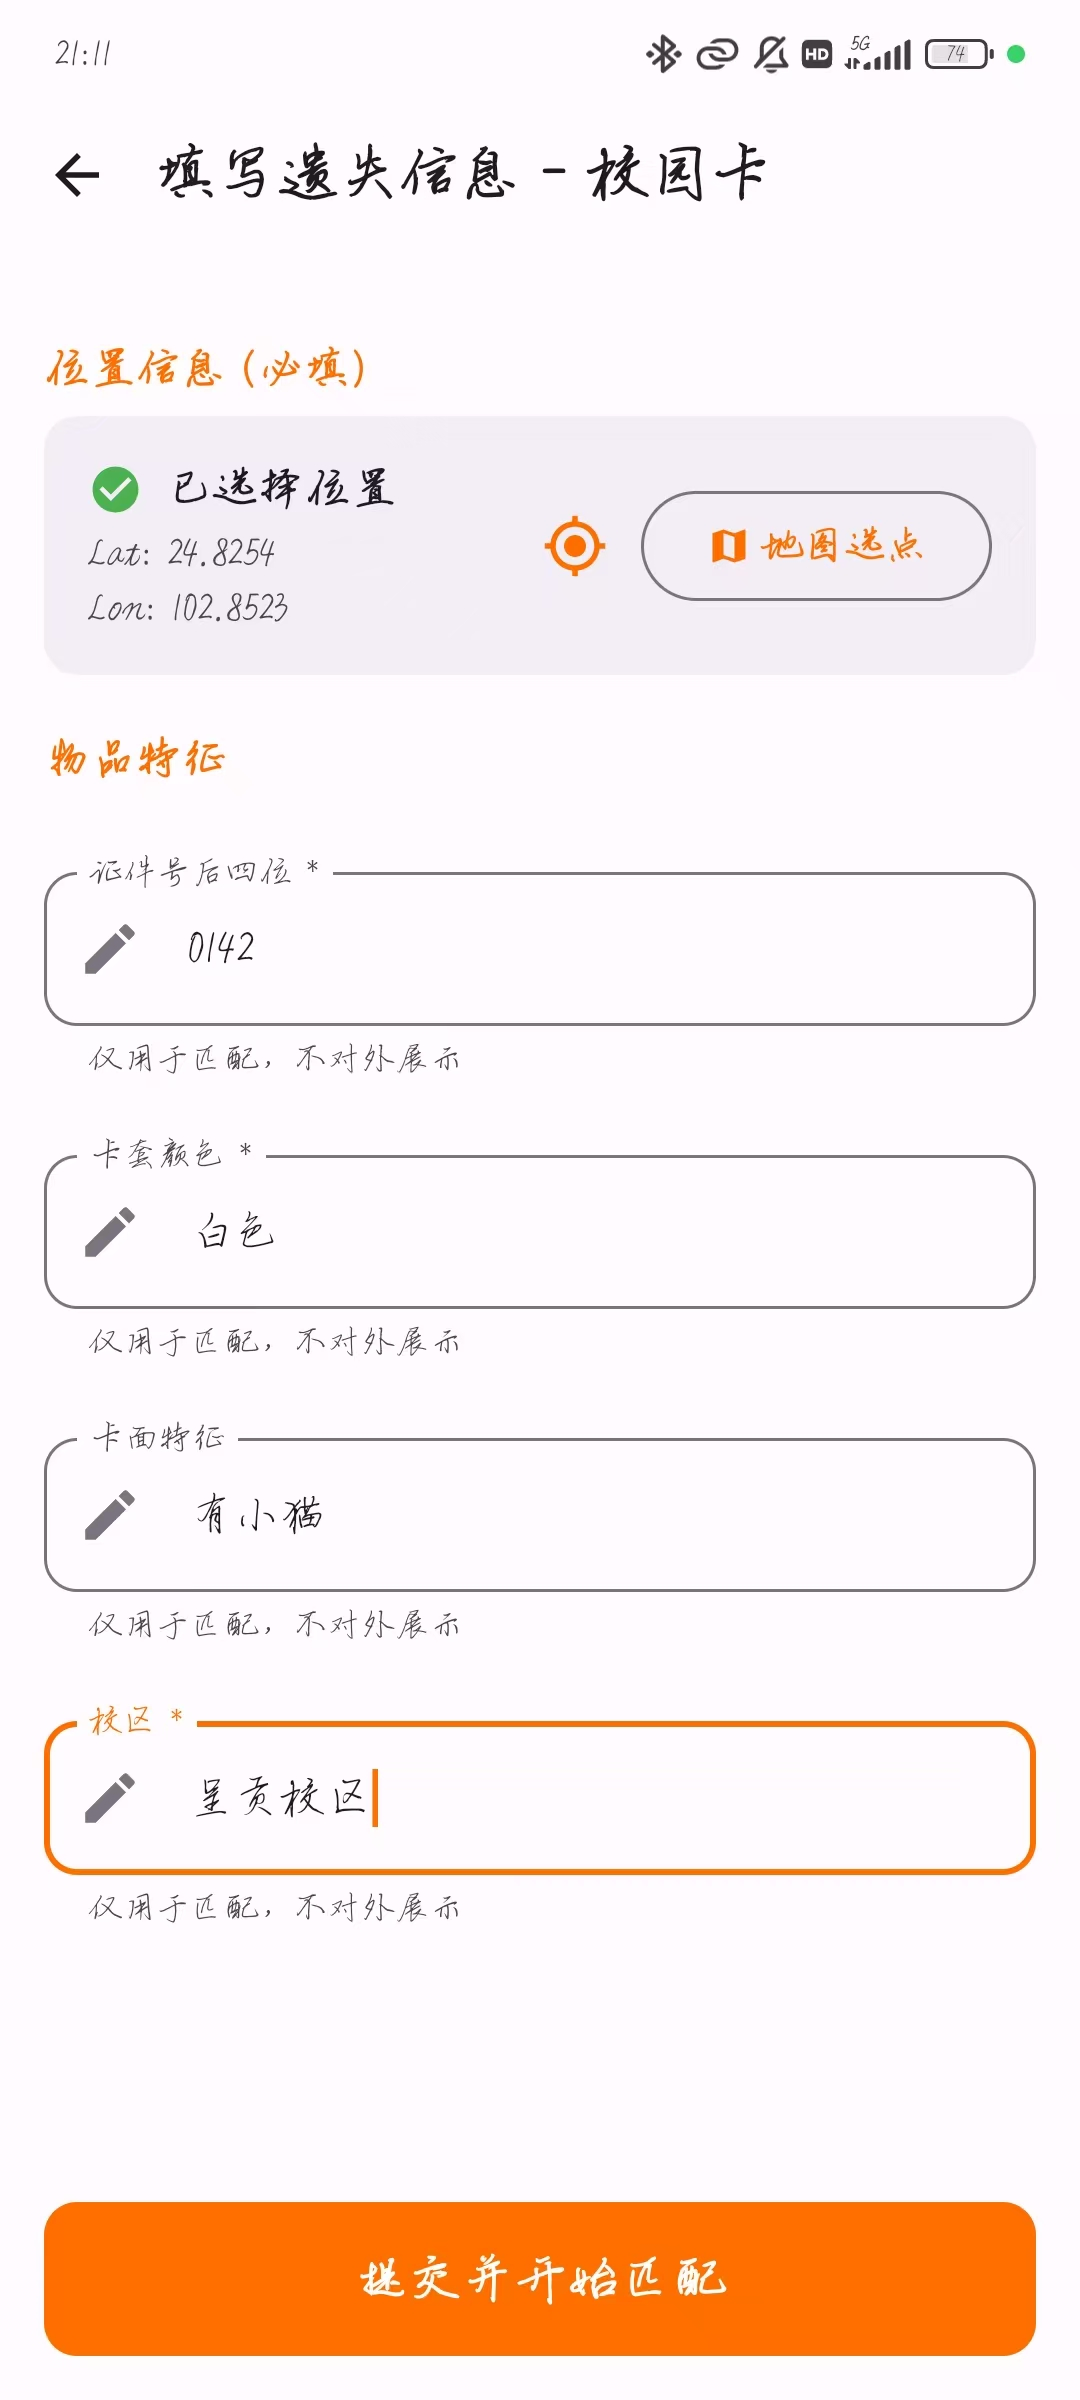 21:11
HD 5G 74
填写遗失信息 - 校园卡
位置信息 (必填)
已选择位置
Lat: 24.8254
Lon: 102.8523
地图选点
物品特征
证件号后四位 *
0142
仅用于匹配，不对外展示
卡套颜色 *
白色
仅用于匹配，不对外展示
卡面特征
有小猫
仅用于匹配，不对外展示
校区 *
呈贡校区
仅用于匹配，不对外展示
提交并开始匹配